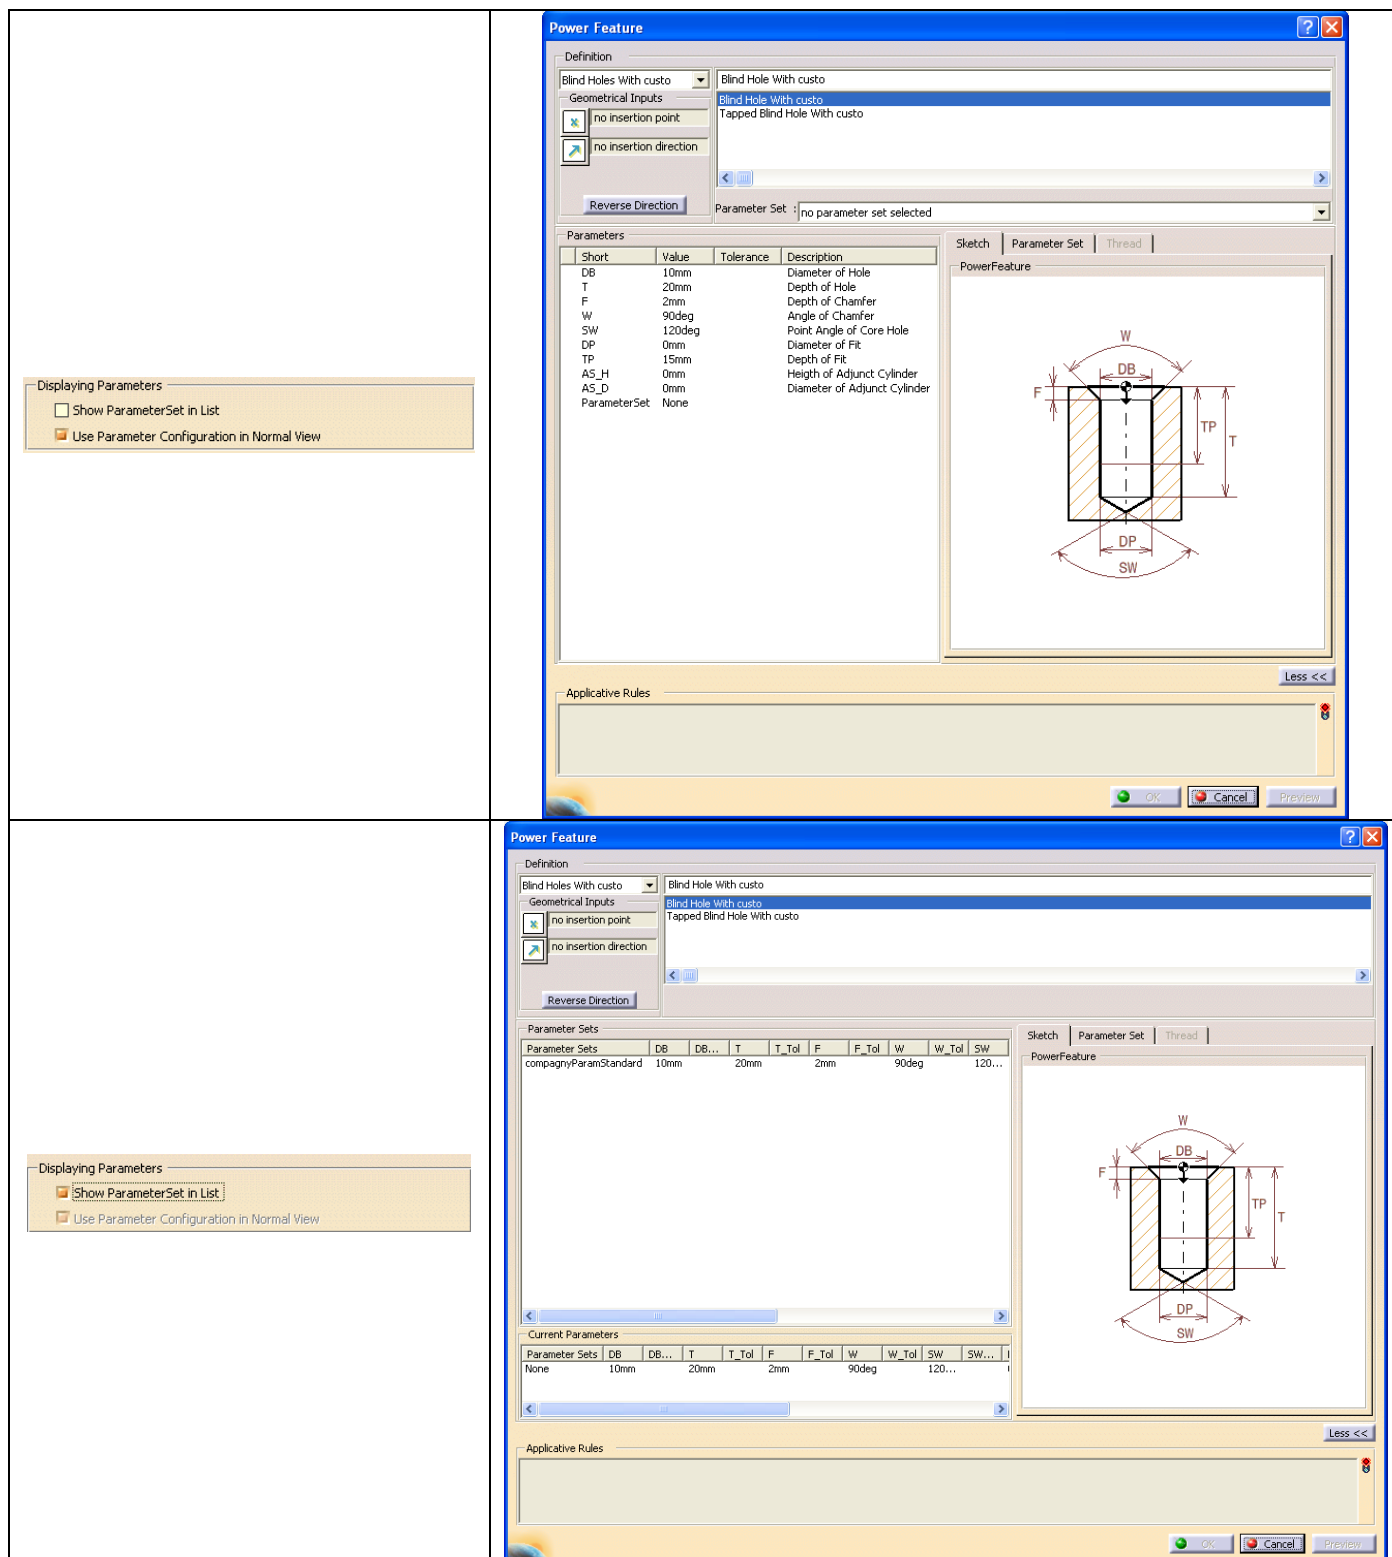 Displaying Parameters
Show ParameterSet in List
Use Parameter Configuration in Normal View
Power Feature
Definition
Blind Holes With custo
Blind Hole With custo
Geometrical Inputs
Blind Hole With custo
no insertion point
Tapped Blind Hole With custo
no insertion direction
Reverse Direction
Parameter Set : no parameter set selected
Parameters
Short Value Tolerance Description
DB 10mm Diameter of Hole
T 20mm Depth of Hole
F 2mm Depth of Chamfer
W 90deg Angle of Chamfer
SW 120deg Point Angle of Core Hole
DP 0mm Diameter of Fit
TP 15mm Depth of Fit
AS_H 0mm Heigth of Adjunct Cylinder
AS_D 0mm Diameter of Adjunct Cylinder
ParameterSet None
Sketch Parameter Set Thread
PowerFeature
W
DB
F
TP
T
DP
SW
Less <<
Applicative Rules
OK Cancel Preview
Displaying Parameters
Show ParameterSet in List
Use Parameter Configuration in Normal View
Power Feature
Definition
Blind Holes With custo
Blind Hole With custo
Geometrical Inputs
Blind Hole With custo
no insertion point
Tapped Blind Hole With custo
no insertion direction
Reverse Direction
Parameter Sets
Parameter Sets DB DB... T T_Tol F F_Tol W W_Tol SW
compagnyParamStandard 10mm 20mm 2mm 90deg 120...
Current Parameters
Parameter Sets DB DB... T T_Tol F F_Tol W W_Tol SW SW...
None 10mm 20mm 2mm 90deg 120...
Sketch Parameter Set Thread
PowerFeature
W
DB
F
TP
T
DP
SW
Less <<
Applicative Rules
OK Cancel Preview